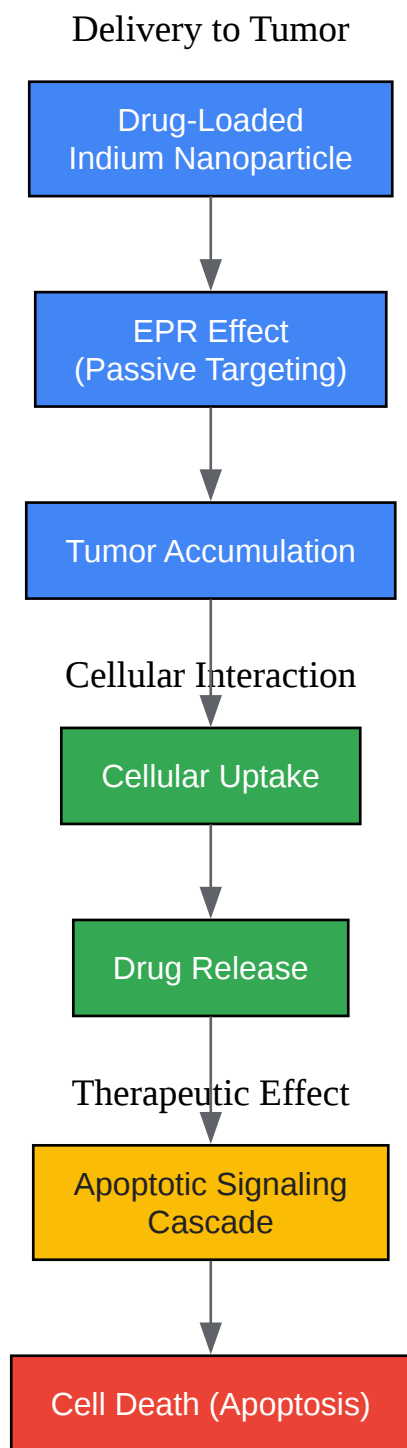 Delivery to Tumor
Drug-Loaded
Indium Nanoparticle
EPR Effect
(Passive Targeting)
Tumor Accumulation
Cellular Interaction
Cellular Uptake
Drug Release
Therapeutic Effect
Apoptotic Signaling
Cascade
Cell Death (Apoptosis)